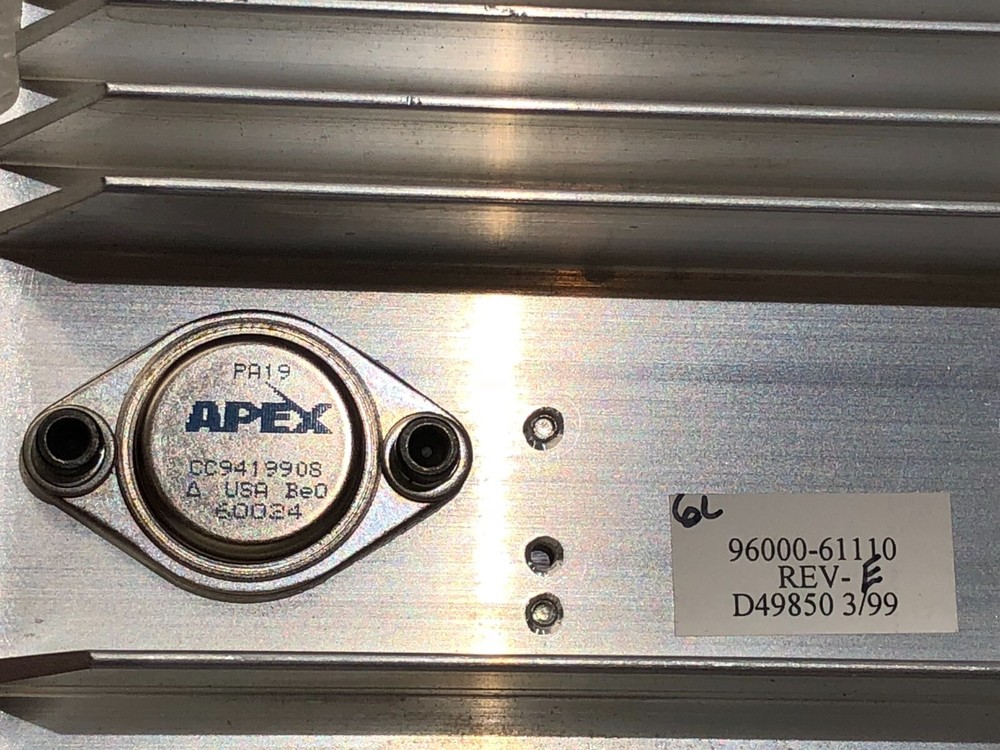 PA19
APEX
CC9419908
Δ USA BeO
60024
6L
96000-61110
REV-E
D49850 3/99